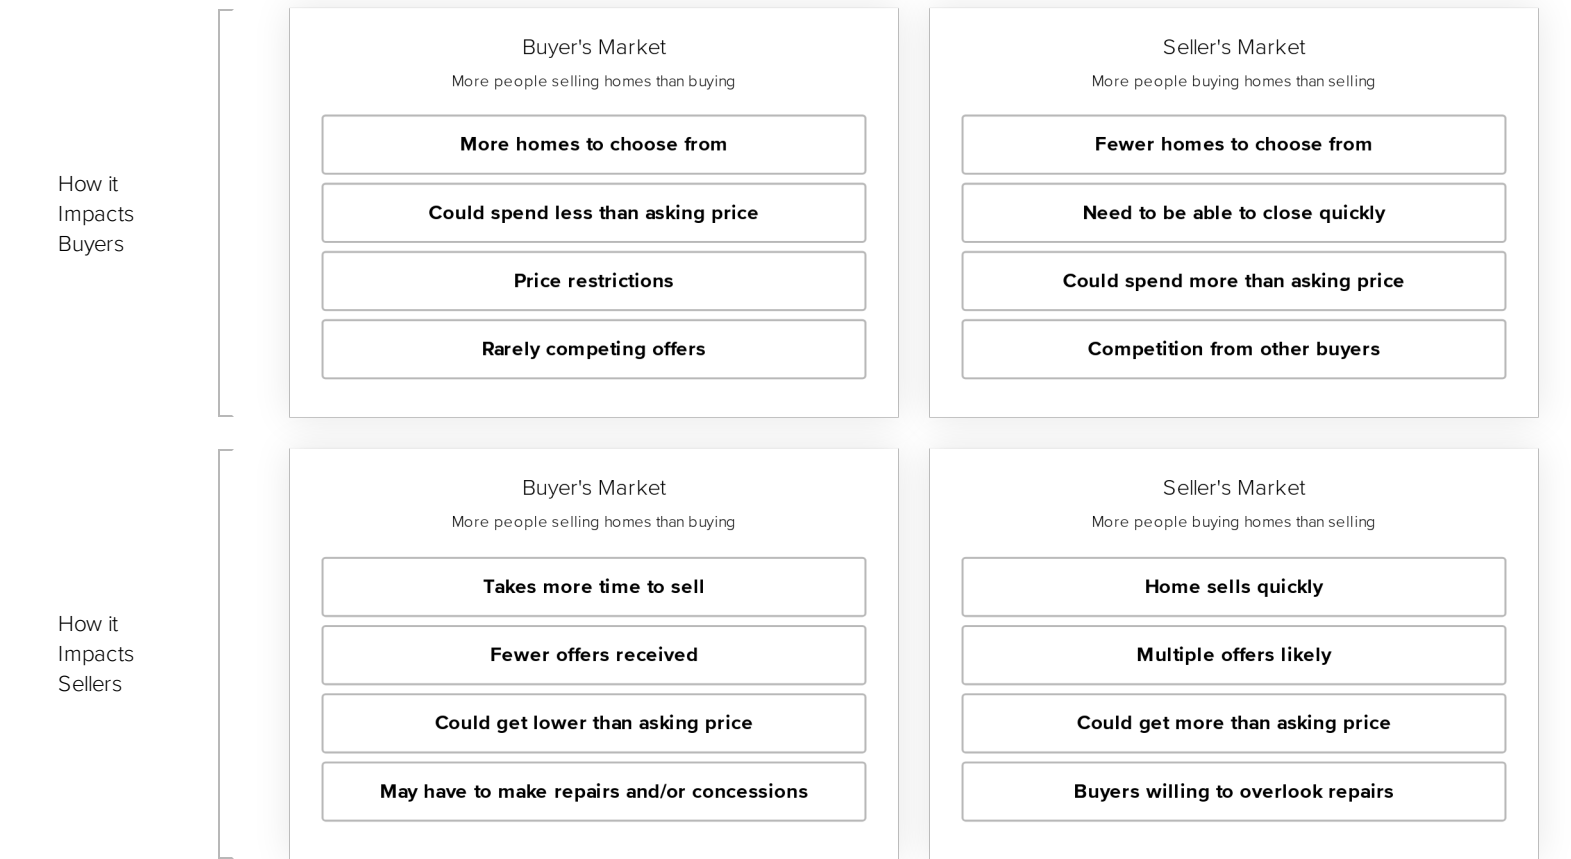 How it
Impacts
Buyers
Buyer's Market
More people selling homes than buying
More homes to choose from
Could spend less than asking price
Price restrictions
Rarely competing offers
Seller's Market
More people buying homes than selling
Fewer homes to choose from
Need to be able to close quickly
Could spend more than asking price
Competition from other buyers
How it
Impacts
Sellers
Buyer's Market
More people selling homes than buying
Takes more time to sell
Fewer offers received
Could get lower than asking price
May have to make repairs and/or concessions
Seller's Market
More people buying homes than selling
Home sells quickly
Multiple offers likely
Could get more than asking price
Buyers willing to overlook repairs